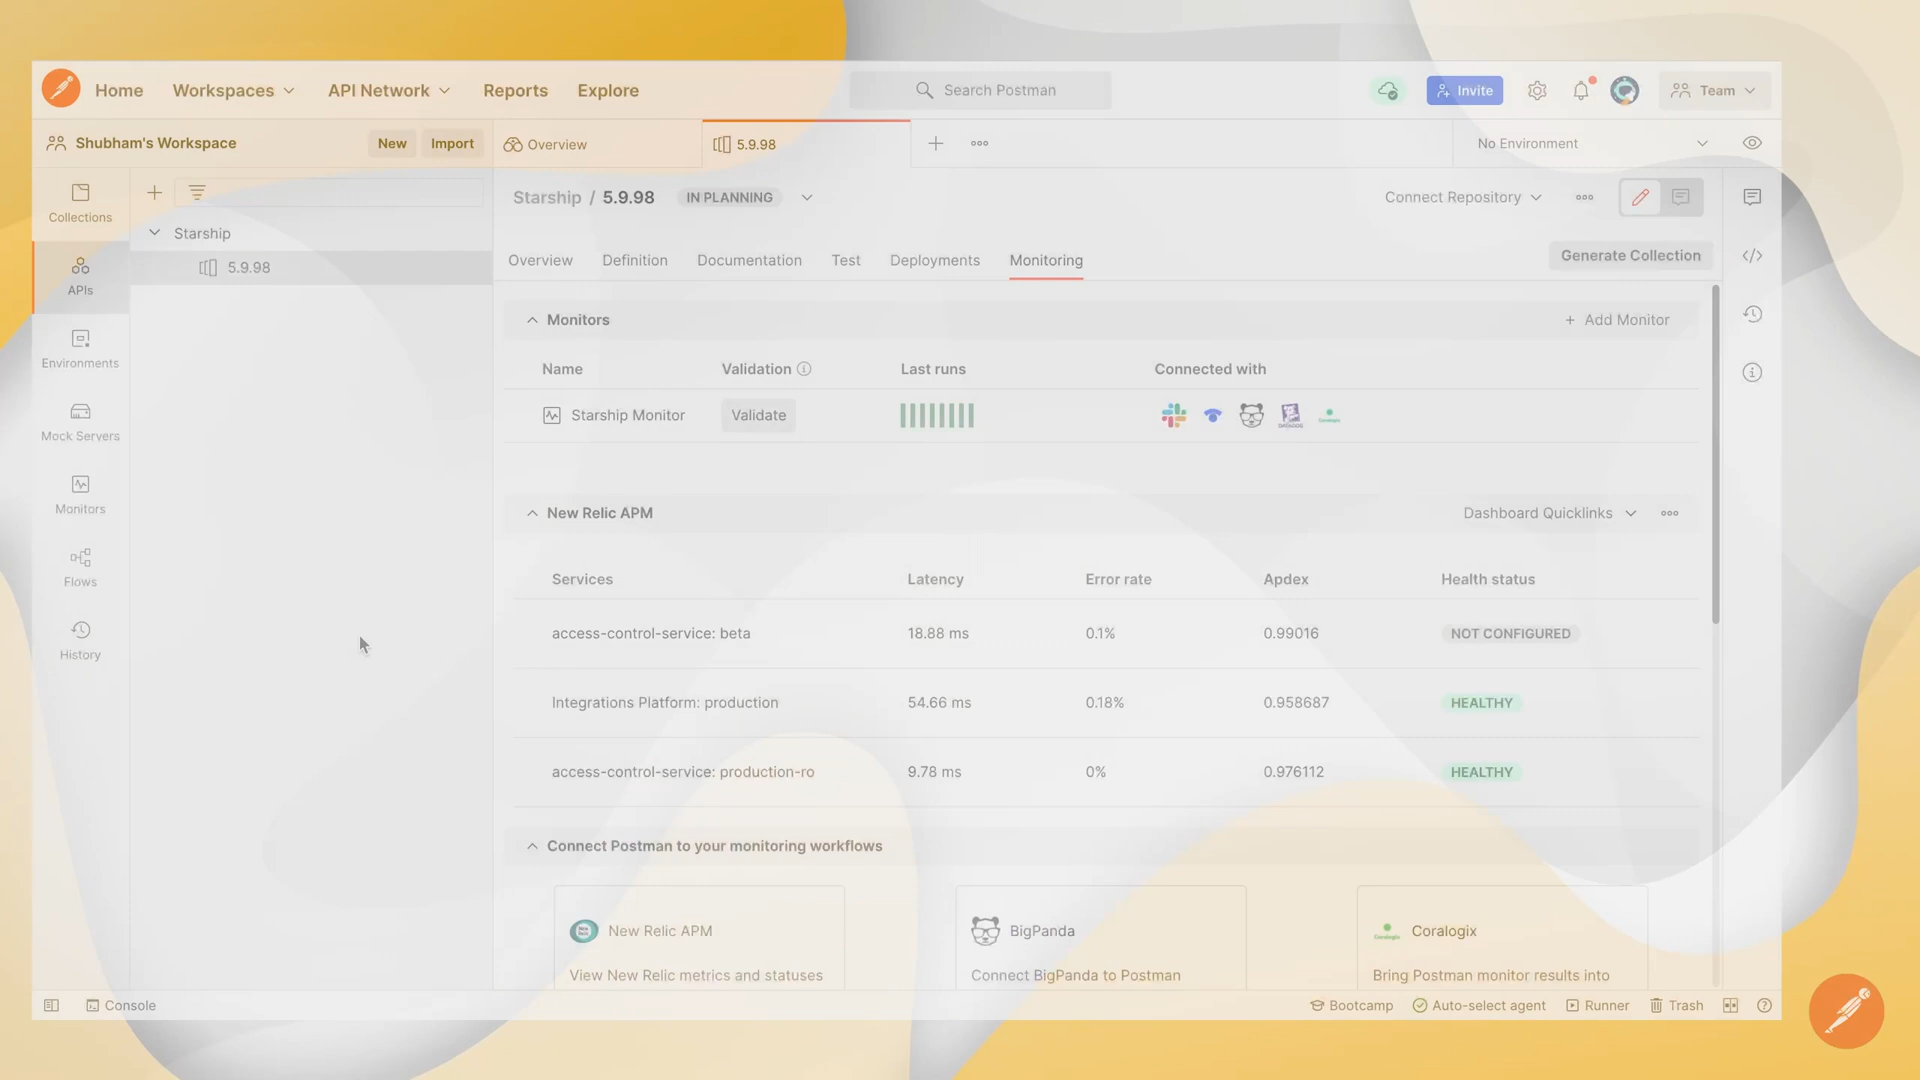 Home Workspaces API Network Reports Explore Search Postman Invite Team
Shubham's Workspace New Import Overview 5.9.98 No Environment
Collections
APIs
Environments
Mock Servers
Monitors
Flows
History
Starship
5.9.98
Starship / 5.9.98 IN PLANNING Connect Repository
Overview Definition Documentation Test Deployments Monitoring Generate Collection
Monitors + Add Monitor
Name Validation Last runs Connected with
Starship Monitor Validate
New Relic APM Dashboard Quicklinks
Services Latency Error rate Apdex Health status
access-control-service: beta 18.88 ms 0.1% 0.99016 NOT CONFIGURED
Integrations Platform: production 54.66 ms 0.18% 0.958687 HEALTHY
access-control-service: production-ro 9.78 ms 0% 0.976112 HEALTHY
Connect Postman to your monitoring workflows
New Relic APM BigPanda Coralogix
View New Relic metrics and statuses Connect BigPanda to Postman Bring Postman monitor results into
Console Bootcamp Auto-select agent Runner Trash